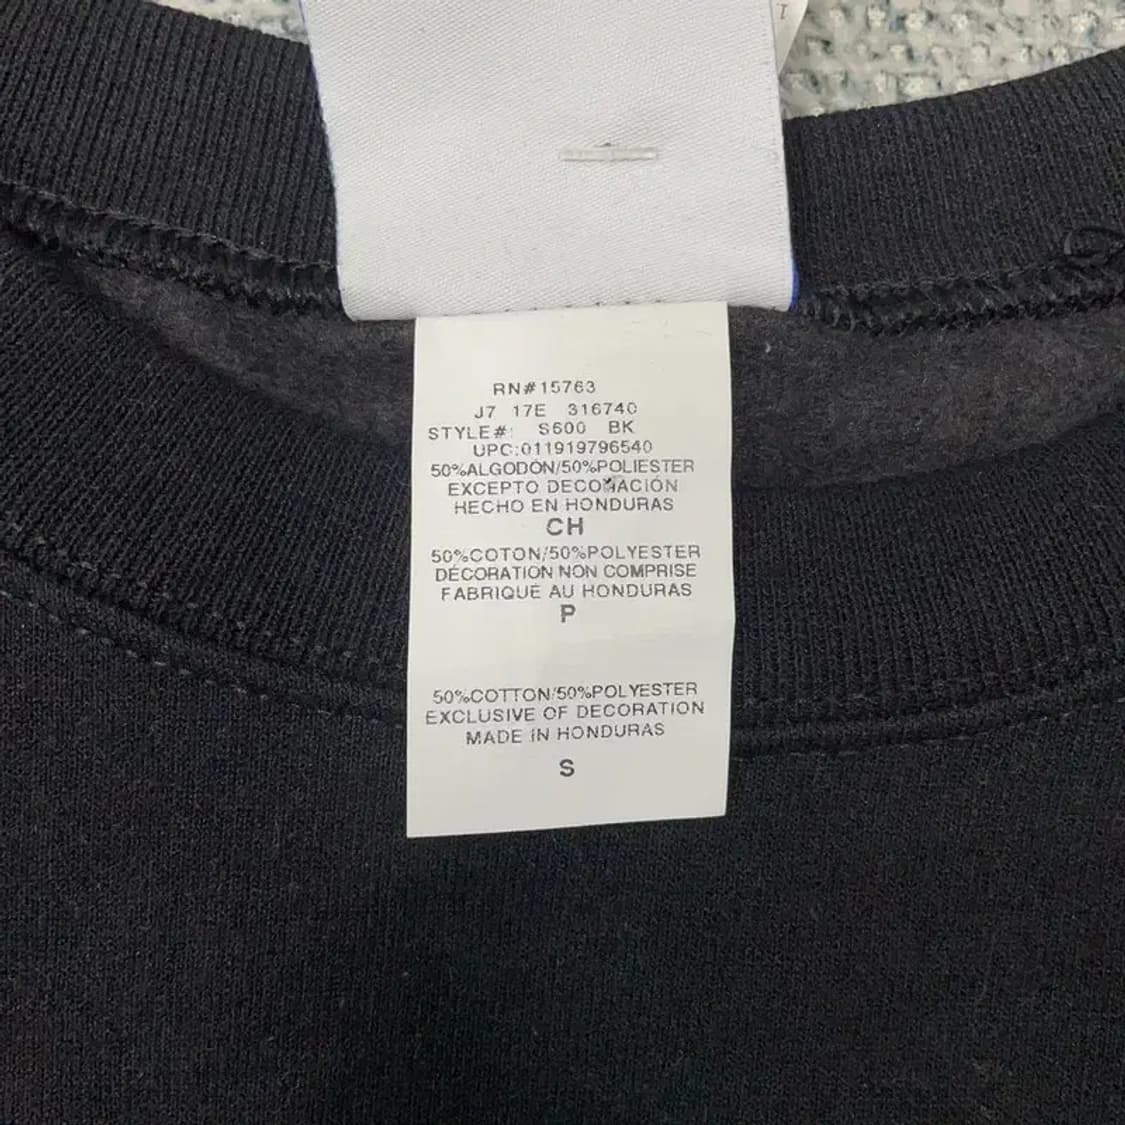 RN#15763
J7 17E 316740
STYLE#: S600 BK
UPC:011919796540
50%ALGODÓN/50%POLIESTER
EXCEPTO DECORACIÓN
HECHO EN HONDURAS
CH
50%COTON/50%POLYESTER
DÉCORATION NON COMPRISE
FABRIQUÉ AU HONDURAS
P
50%COTTON/50%POLYESTER
EXCLUSIVE OF DECORATION
MADE IN HONDURAS
S